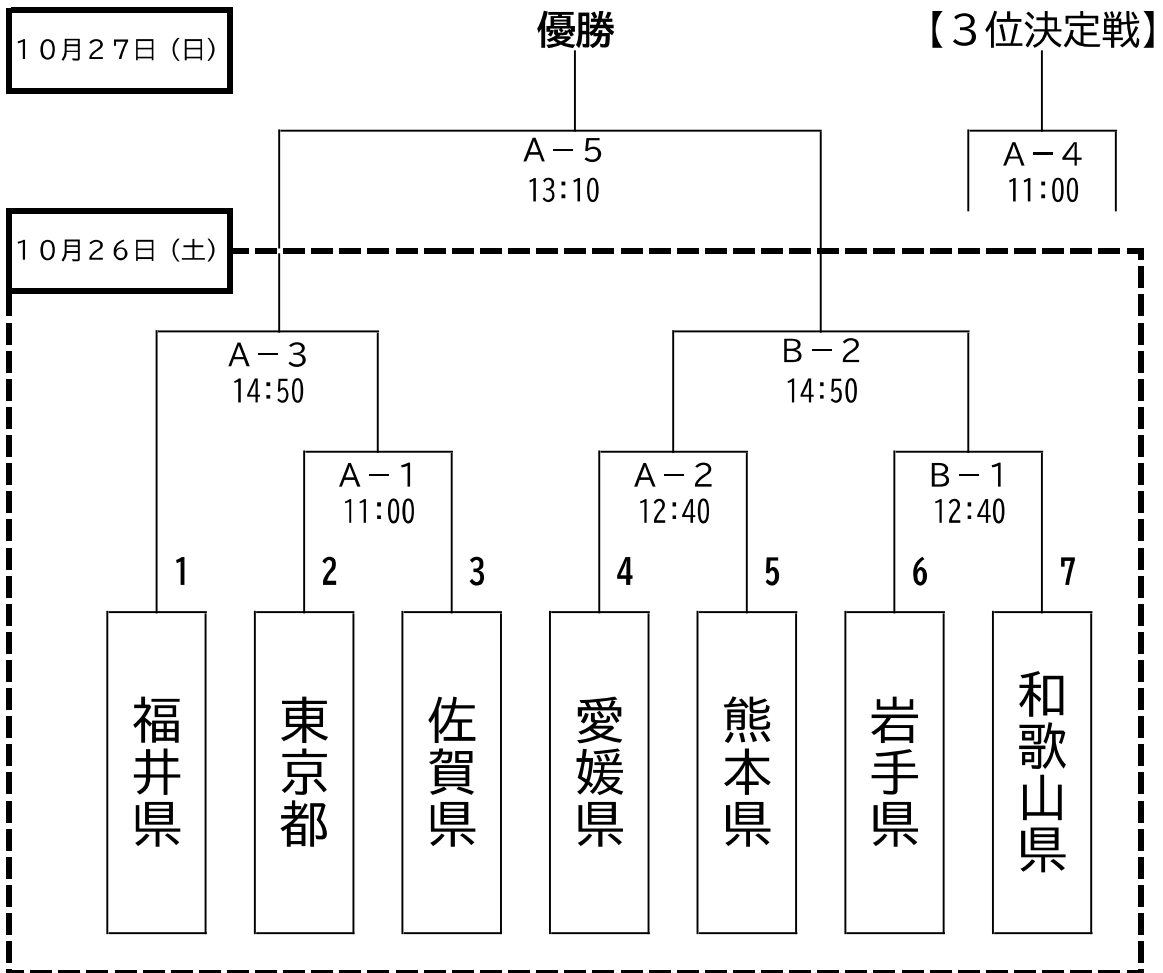 10月27日（日）
優勝
【３位決定戦】
A－5
13:10
A－4
11:00
10月26日（土）
A－3
14:50
B－2
14:50
A－1
11:00
A－2
12:40
B－1
12:40
1
2
3
4
5
6
7
福井県
東京都
佐賀県
愛媛県
熊本県
岩手県
和歌山県